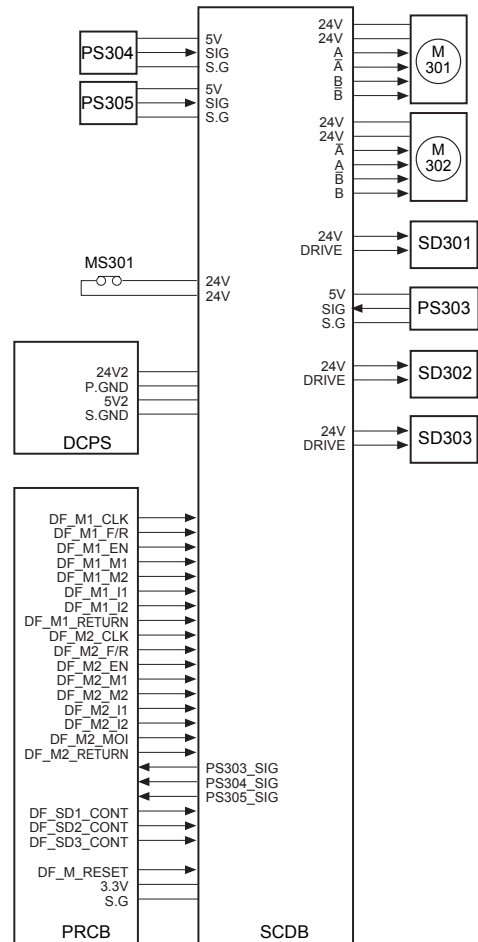 PS304
5V
SIG
S.G
PS305
5V
SIG
S.G
MS301
24V
24V
24V2
P.GND
5V2
S.GND
DCPS
DF_M1_CLK
DF_M1_F/R
DF_M1_EN
DF_M1_M1
DF_M1_M2
DF_M1_I1
DF_M1_I2
DF_M1_RETURN
DF_M2_CLK
DF_M2_F/R
DF_M2_EN
DF_M2_M1
DF_M2_M2
DF_M2_I1
DF_M2_I2
DF_M2_MOI
DF_M2_RETURN
PS303_SIG
PS304_SIG
PS305_SIG
DF_SD1_CONT
DF_SD2_CONT
DF_SD3_CONT
DF_M_RESET
3.3V
S.G
PRCB
SCDB
24V
24V
A
A̅
B
B̅
M
301
24V
24V
A̅
A
B̅
B
M
302
24V
DRIVE
SD301
5V
SIG
S.G
PS303
24V
DRIVE
SD302
24V
DRIVE
SD303